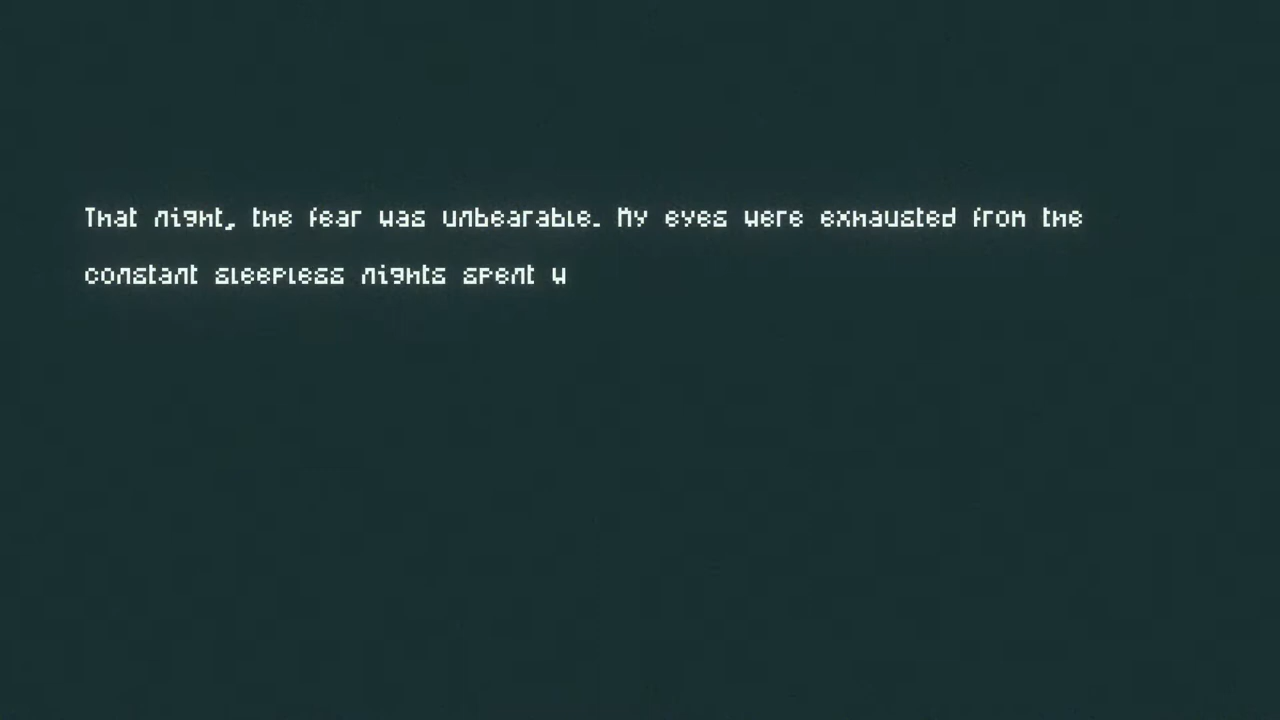 That night, the fear was unbearable. My eyes were exhausted from the
constant sleepless nights spent w